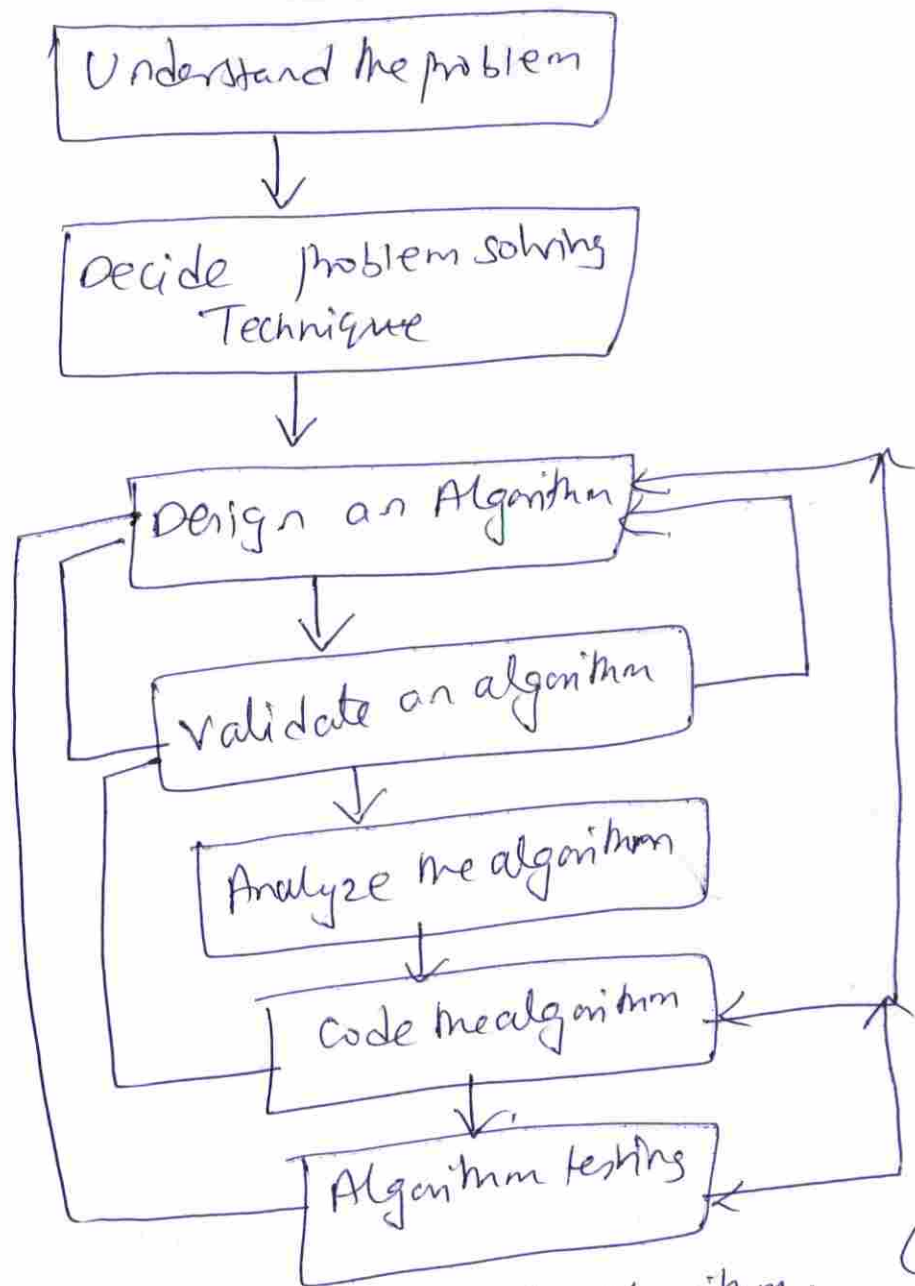 Understand the problem
Decide problem solving
Technique
Design an Algorithm
Validate an algorithm
Analyze the algorithm
Code the algorithm
Algorithm testing